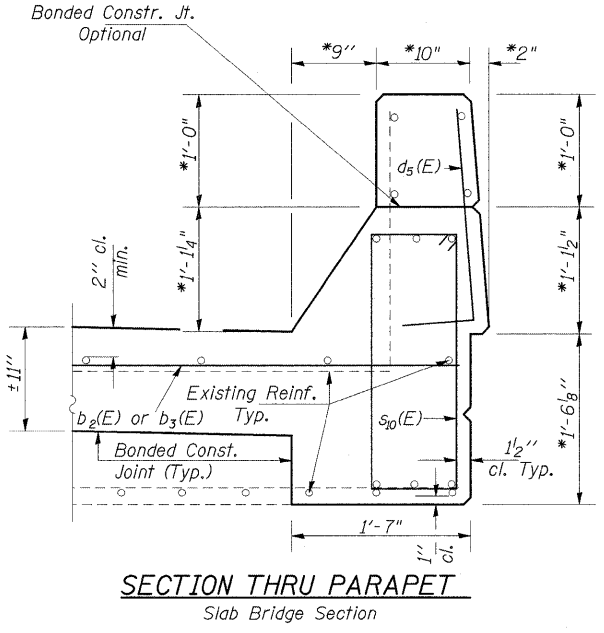 Bonded Constr. Jt.
Optional
*9"
*10"
*2"
*1'-0"
d5(E)
*1'-0"
2" cl.
min.
*1'-1¼"
*1'-1½"
±11"
Existing Reinf.
Typ.
b2(E) or b3(E)
s10(E)
*1'-6⅛"
Bonded Const.
Joint (Typ.)
1½"
cl. Typ.
1'-7"
1"
cl.
SECTION THRU PARAPET
Slab Bridge Section